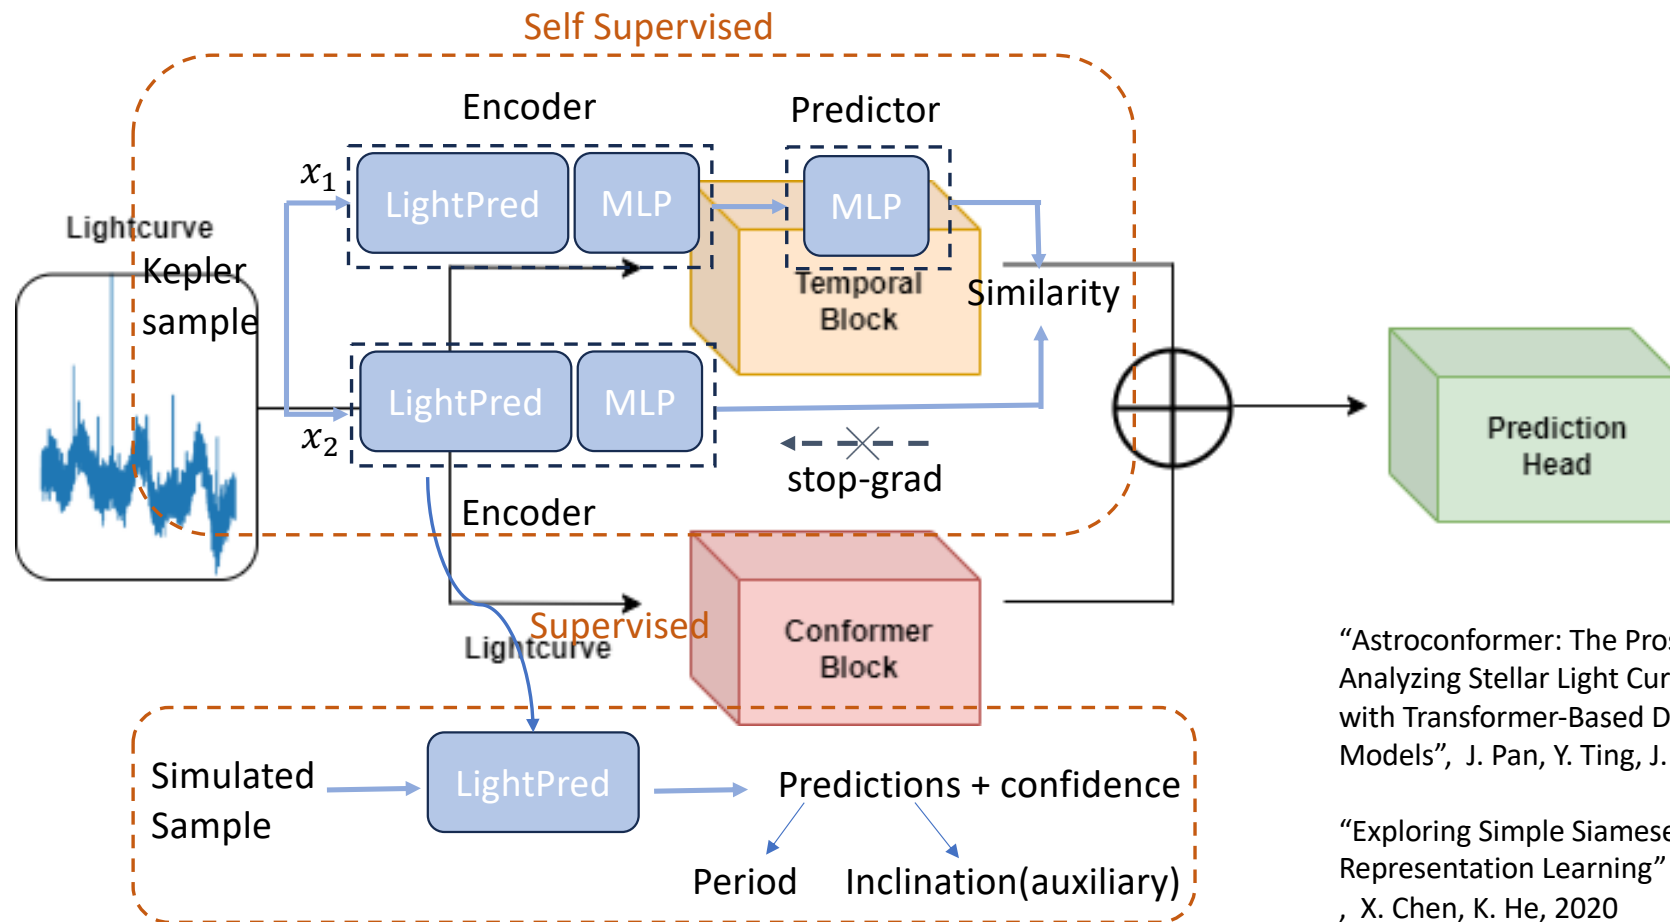 Self Supervised
Encoder
Predictor
x₁
LightPred
MLP
MLP
Lightcurve
Kepler
sample
Temporal
Block
Similarity
LightPred
MLP
x₂
stop-grad
Encoder
Prediction
Head
Supervised
Lightcurve
Conformer
Block
Simulated
Sample
LightPred
Predictions + confidence
Period
Inclination(auxiliary)
“Astroconformer: The
Analyzing Stellar Light
with Transformer-Based
Models”, J. Pan, Y. Ting, J.
“Exploring Simple Siamese
Representation Learning”
, X. Chen, K. He, 2020